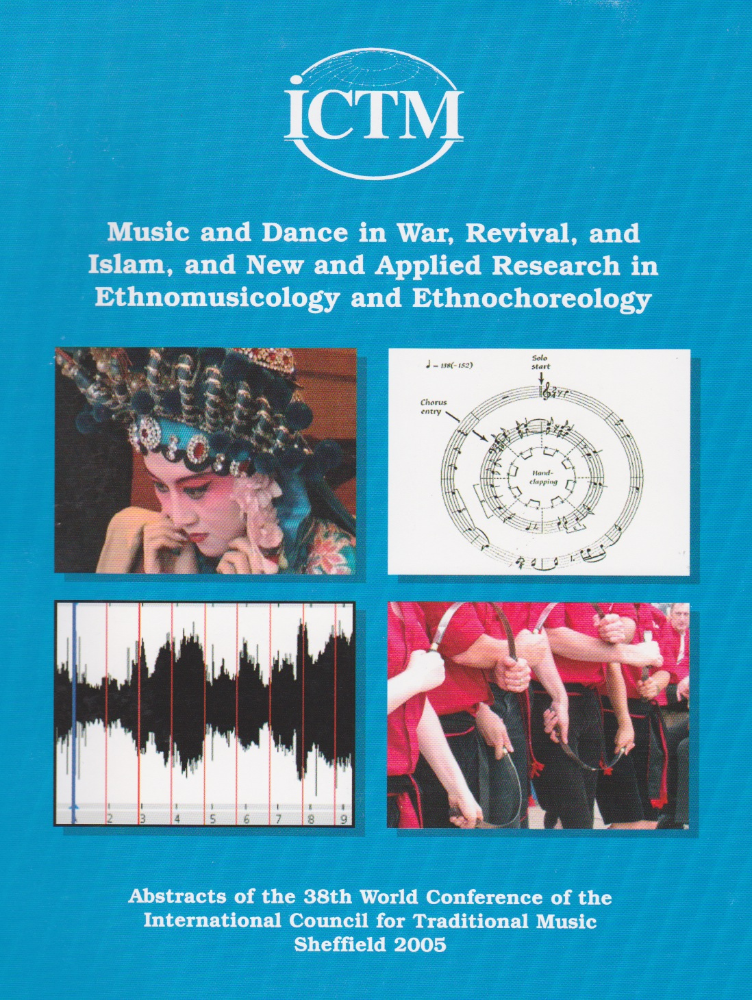 iCTM
Music and Dance in War, Revival, and
Islam, and New and Applied Research in
Ethnomusicology and Ethnochoreology
♩ = 138(-152)
Solo
start
Chorus
entry
Hand-
clapping
2 3 4 5 6 7 8 9
Abstracts of the 38th World Conference of the
International Council for Traditional Music
Sheffield 2005